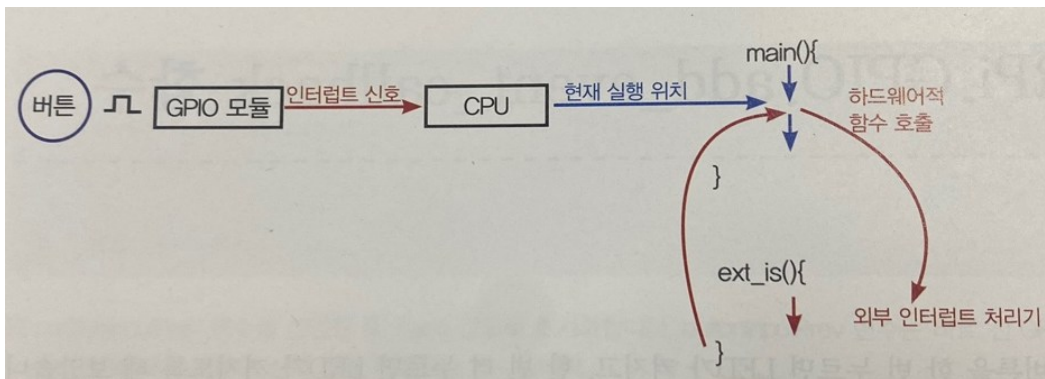 main(){
버튼
GPIO 모듈
인터럽트 신호
CPU
현재 실행 위치
하드웨어적
함수 호출
}
ext_is(){
외부 인터럽트 처리기
}